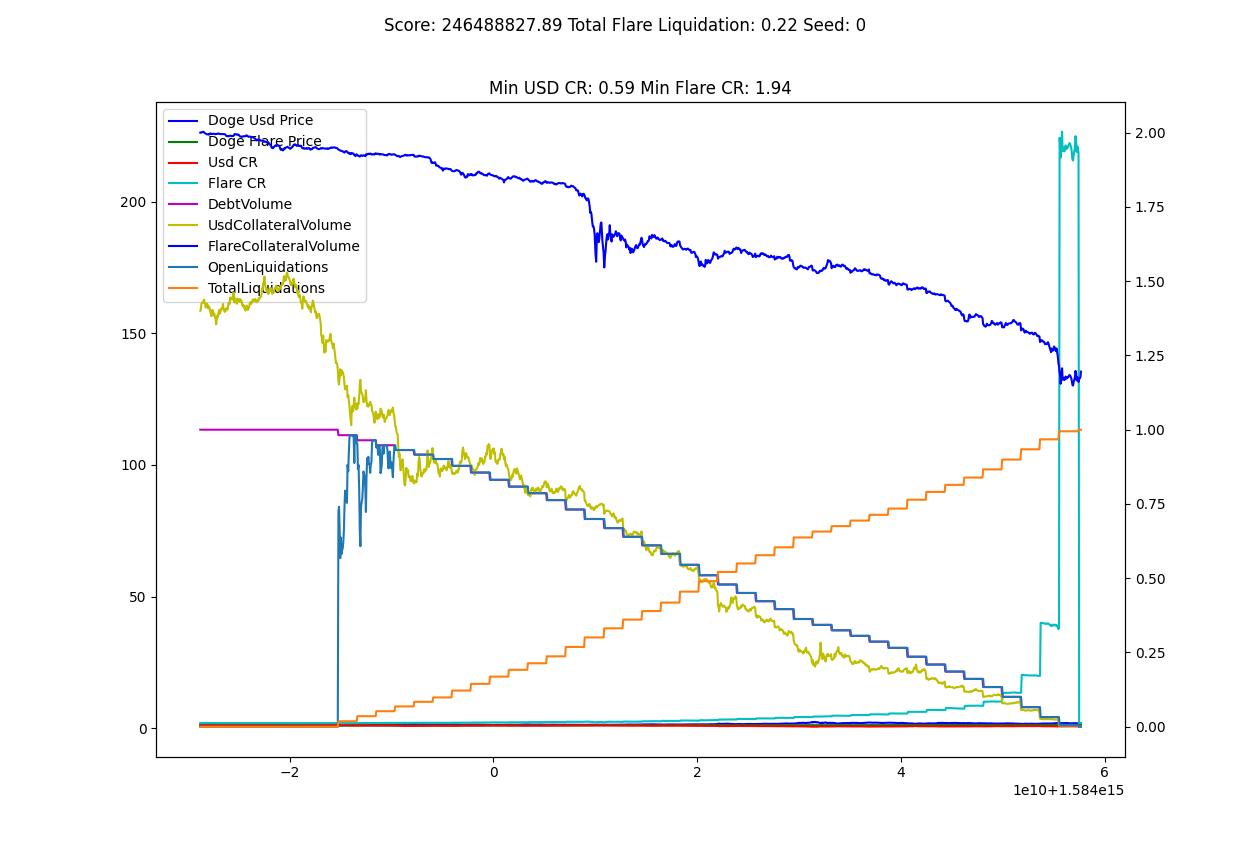 Score: 246488827.89 Total Flare Liquidation: 0.22 Seed: 0
Min USD CR: 0.59 Min Flare CR: 1.94
Doge Usd Price
Doge Flare Price
Usd CR
Flare CR
DebtVolume
UsdCollateralVolume
FlareCollateralVolume
OpenLiquidations
TotalLiquidations
200
150
100
50
0
2.00
1.75
1.50
1.25
1.00
0.75
0.50
0.25
0.00
−2
0
2
4
6
1e10+1.584e15